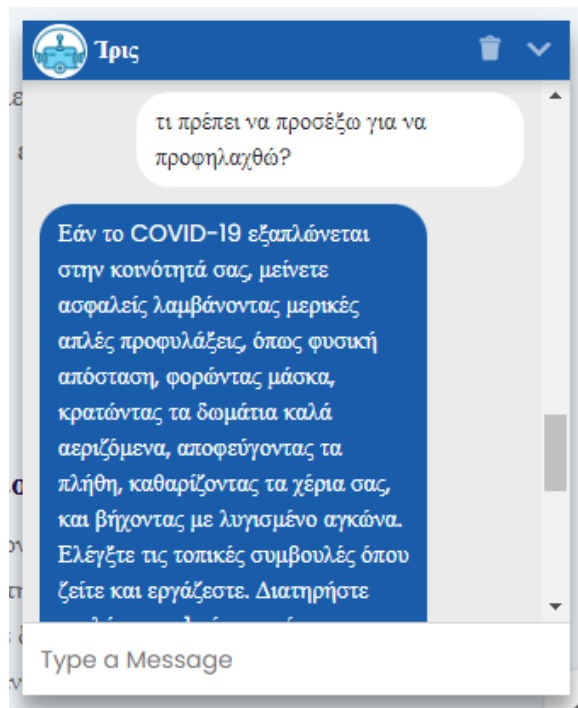 Ίρις
τι πρέπει να προσέξω για να
προφηλαχθώ?
Εάν το COVID-19 εξαπλώνεται
στην κοινότητά σας, μείνετε
ασφαλείς λαμβάνοντας μερικές
απλές προφυλάξεις, όπως φυσική
απόσταση, φορώντας μάσκα,
κρατώντας τα δωμάτια καλά
αεριζόμενα, αποφεύγοντας τα
πλήθη, καθαρίζοντας τα χέρια σας,
και βήχοντας με λυγισμένο αγκώνα.
Ελέγξτε τις τοπικές συμβουλές όπου
ζείτε και εργάζεστε. Διατηρήστε
Type a Message